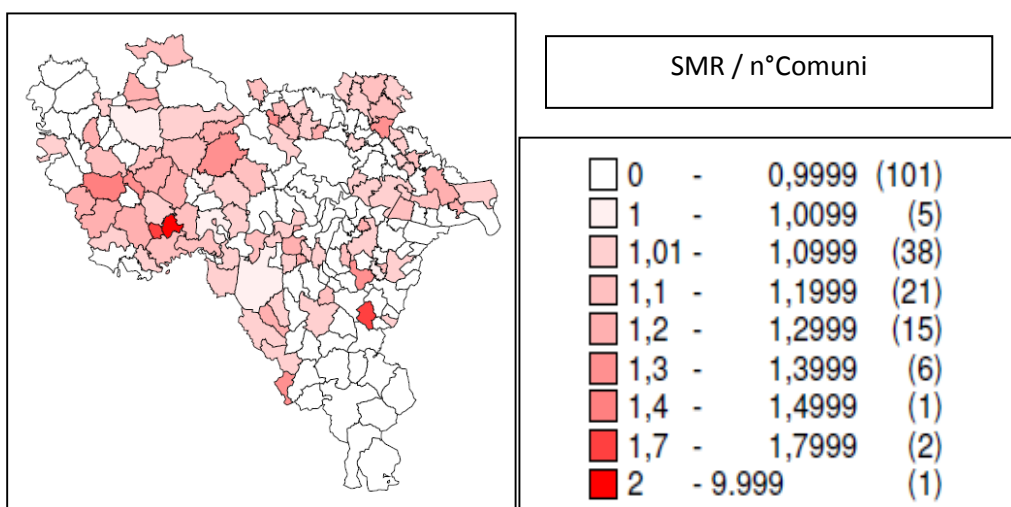 SMR / n°Comuni
0 - 0,9999 (101)
1 - 1,0099 (5)
1,01 - 1,0999 (38)
1,1 - 1,1999 (21)
1,2 - 1,2999 (15)
1,3 - 1,3999 (6)
1,4 - 1,4999 (1)
1,7 - 1,7999 (2)
2 - 9.999 (1)